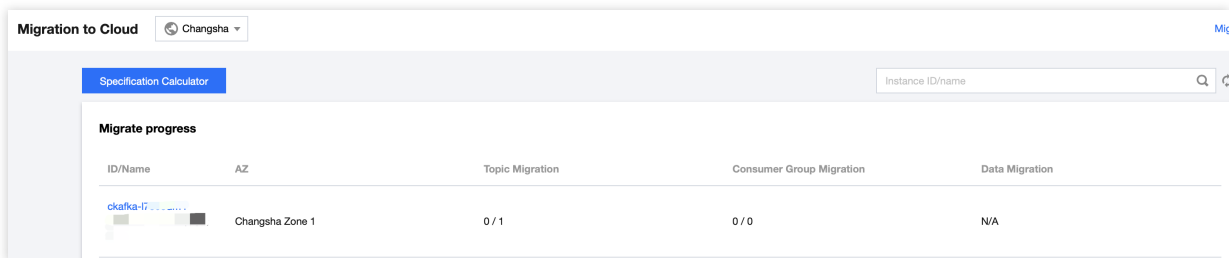 Migration to Cloud Changsha
Specification Calculator Instance ID/name
Migrate progress
ID/Name AZ Topic Migration Consumer Group Migration Data Migration
Changsha Zone 1 0 / 1 0 / 0 N/A